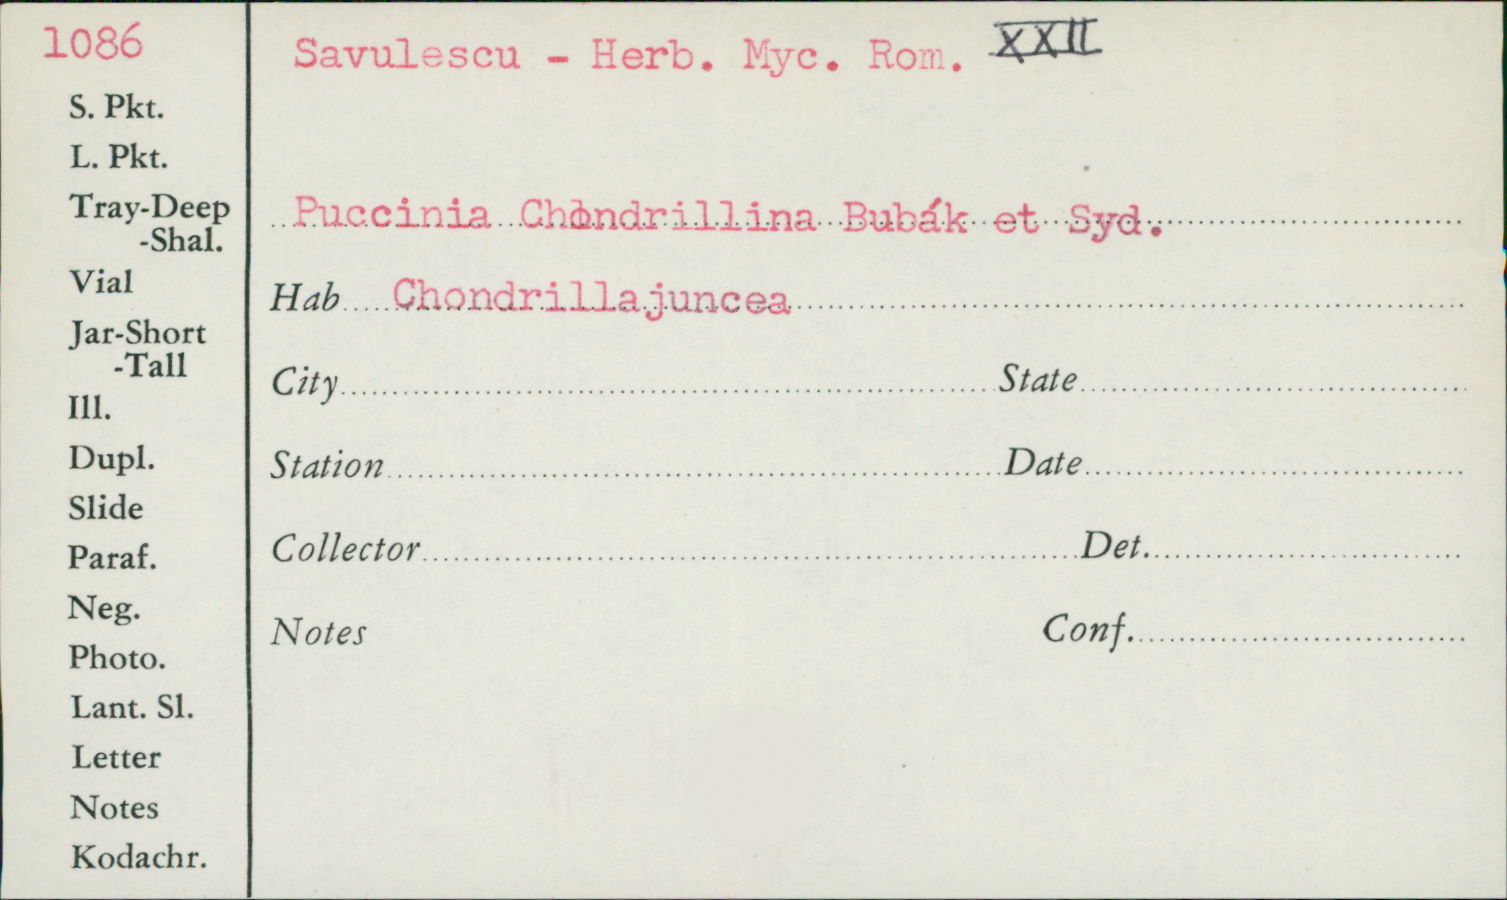 1086
Savulescu - Herb. Myc. Rom. XXII
S. Pkt.
L. Pkt.
Tray-Deep
-Shal.
Vial
Jar-Short
-Tall
Ill.
Dupl.
Slide
Paraf.
Neg.
Photo.
Lant. Sl.
Letter
Notes
Kodachr.
Puccinia Chondrillina Bubák et Syd.
Hab Chondrilla juncea
City State
Station Date
Collector Det.
Notes Conf.